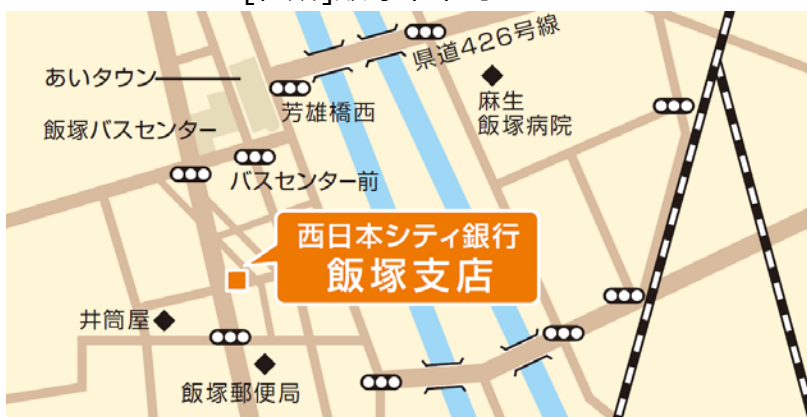 県道426号線
あいタウン
芳雄橋西
麻生
飯塚病院
飯塚バスセンター
バスセンター前
西日本シティ銀行
飯塚支店
井筒屋
飯塚郵便局